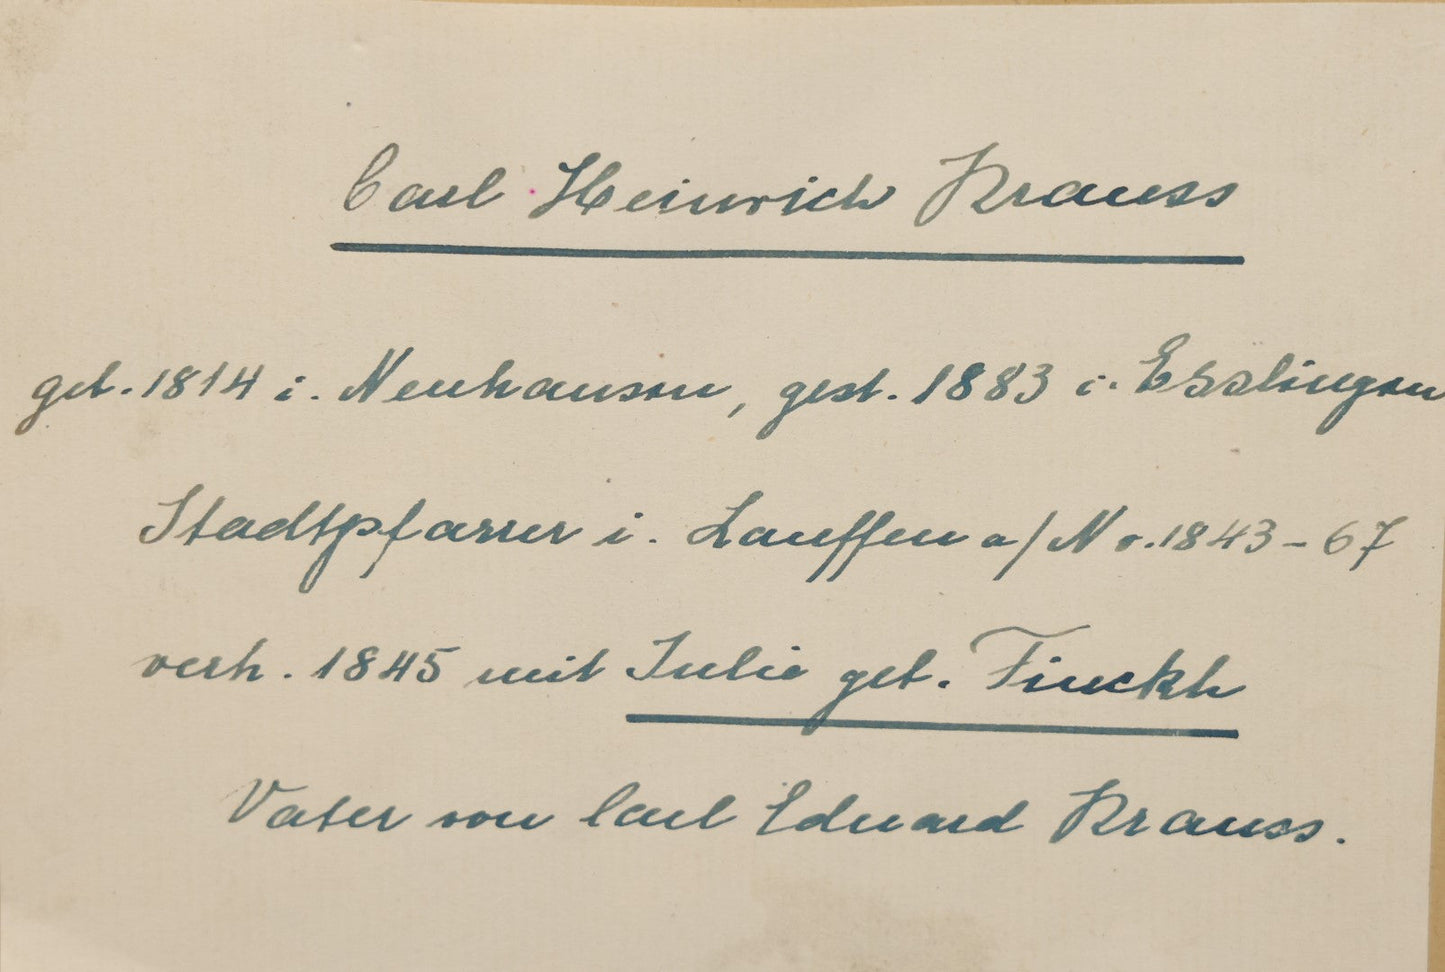 Carl Heinrich Krauss
geb. 1814 i. Neuhausen, gest. 1883 i. Esslingen
Stadtpfarrer i. Lauffen a/N v. 1843-67
verh. 1845 mit Julie geb. Finckh
Vater von Carl Eduard Krauss.